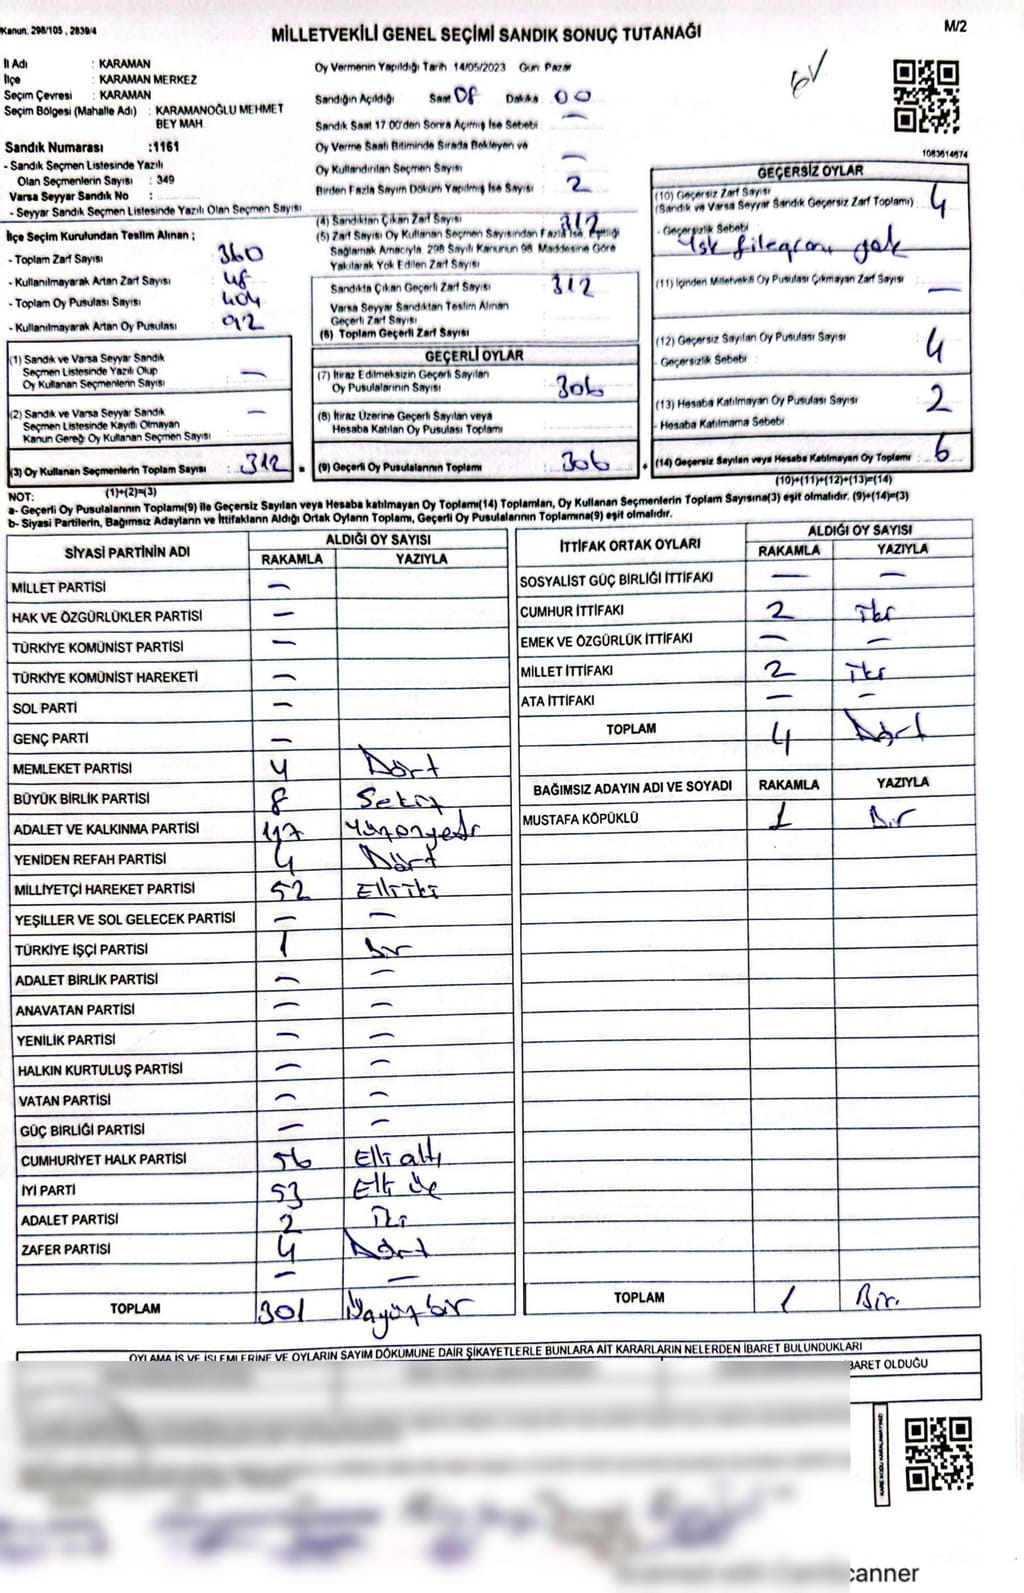 Kanun, 298/105, 2839/4
MİLLETVEKİLİ GENEL SEÇİMİ SANDIK SONUÇ TUTANAĞI
M/2
İl Adı : KARAMAN
İlçe : KARAMAN MERKEZ
Seçim Çevresi : KARAMAN
Seçim Bölgesi (Mahalle Adı) : KARAMANOĞLU MEHMET
BEY MAH
Sandık Numarası :1161
- Sandık Seçmen Listesinde Yazılı
Olan Seçmenlerin Sayısı : 349
Varsa Seyyar Sandık No :
- Seyyar Sandık Seçmen Listesinde Yazılı Olan Seçmen Sayısı
İlçe Seçim Kurulundan Teslim Alınan ;
- Toplam Zarf Sayısı : 360
- Kullanılmayarak Artan Zarf Sayısı : 48
- Toplam Oy Pusulası Sayısı : 404
- Kullanılmayarak Artan Oy Pusulası : 92
(1) Sandık ve Varsa Seyyar Sandık
Seçmen Listesinde Yazılı Olup
Oy Kullanan Seçmenlerin Sayısı : —
(2) Sandık ve Varsa Seyyar Sandık
Seçmen Listesinde Kayıtlı Olmayan
Kanun Gereği Oy Kullanan Seçmen Sayısı : —
(3) Oy Kullanan Seçmenlerin Toplam Sayısı : 312
(1)+(2)=(3)
Oy Vermenin Yapıldığı Tarih 14/05/2023 Gün Pazar
Sandığın Açıldığı Saat 08 Dakika 00
Sandık Saat 17 00'den Sonra Açılmış İse Sebebi : —
Oy Verme Saati Bitiminde Sırada Bekleyen ve
Oy Kullandırılan Seçmen Sayısı : —
Birden Fazla Sayım Döküm Yapılmış İse Sayısı : 2
(4) Sandıktan Çıkan Zarf Sayısı : 312
(5) Zarf Sayısı Oy Kullanan Seçmen Sayısından Fazla İse, Eşitliği
Sağlamak Amacıyla 298 Sayılı Kanunun 98 Maddesine Göre
Yakılarak Yok Edilen Zarf Sayısı
Sandıkta Çıkan Geçerli Zarf Sayısı : 312
Varsa Seyyar Sandıktan Teslim Alınan
Geçerli Zarf Sayısı
(6) Toplam Geçerli Zarf Sayısı
GEÇERLİ OYLAR
(7) İtiraz Edilmeksizin Geçerli Sayılan
Oy Pusulalarının Sayısı : 306
(8) İtiraz Üzerine Geçerli Sayılan veya
Hesaba Katılan Oy Pusulası Toplamı
(9) Geçerli Oy Pusulalarının Toplamı : 306
1083614674
GEÇERSİZ OYLAR
(10) Geçersiz Zarf Sayısı
(Sandık ve Varsa Seyyar Sandık Geçersiz Zarf Toplamı) : 4
- Geçersizlik Sebebi
(11) İçinden Milletvekili Oy Pusulası Çıkmayan Zarf Sayısı : —
(12) Geçersiz Sayılan Oy Pusulası Sayısı : 4
- Geçersizlik Sebebi :
(13) Hesaba Katılmayan Oy Pusulası Sayısı : 2
- Hesaba Katılmama Sebebi
(14) Geçersiz Sayılan veya Hesaba Katılmayan Oy Toplamı : 6
(10)+(11)+(12)+(13)=(14)
NOT:
a- Geçerli Oy Pusulalarının Toplamı(9) ile Geçersiz Sayılan veya Hesaba katılmayan Oy Toplamı(14) Toplamları, Oy Kullanan Seçmenlerin Toplam Sayısına(3) eşit olmalıdır. (9)+(14)=(3)
b- Siyasi Partilerin, Bağımsız Adayların ve İttifakların Aldığı Ortak Oyların Toplamı, Geçerli Oy Pusulalarının Toplamına(9) eşit olmalıdır.
SİYASİ PARTİNİN ADI ALDIĞI OY SAYISI
RAKAMLA YAZIYLA
MİLLET PARTİSİ —
HAK VE ÖZGÜRLÜKLER PARTİSİ —
TÜRKİYE KOMÜNİST PARTİSİ —
TÜRKİYE KOMÜNİST HAREKETİ —
SOL PARTİ —
GENÇ PARTİ —
MEMLEKET PARTİSİ 4 Dört
BÜYÜK BİRLİK PARTİSİ 8 Sekiz
ADALET VE KALKINMA PARTİSİ 117 Yüzonyedi
YENİDEN REFAH PARTİSİ 4 Dört
MİLLİYETÇİ HAREKET PARTİSİ 52 Elli iki
YEŞİLLER VE SOL GELECEK PARTİSİ — —
TÜRKİYE İŞÇİ PARTİSİ 1 Bir
ADALET BİRLİK PARTİSİ — —
ANAVATAN PARTİSİ — —
YENİLİK PARTİSİ — —
HALKIN KURTULUŞ PARTİSİ — —
VATAN PARTİSİ — —
GÜÇ BİRLİĞİ PARTİSİ — —
CUMHURİYET HALK PARTİSİ 56 Elli altı
İYİ PARTİ 53 Elli üç
ADALET PARTİSİ 2 İki
ZAFER PARTİSİ 4 Dört
— —
TOPLAM 301 Üçyüz bir
İTTİFAK ORTAK OYLARI ALDIĞI OY SAYISI
RAKAMLA YAZIYLA
SOSYALİST GÜÇ BİRLİĞİ İTTİFAKI — —
CUMHUR İTTİFAKI 2 İki
EMEK VE ÖZGÜRLÜK İTTİFAKI — —
MİLLET İTTİFAKI 2 İki
ATA İTTİFAKI — —
TOPLAM 4 Dört
BAĞIMSIZ ADAYIN ADI VE SOYADI RAKAMLA YAZIYLA
MUSTAFA KÖPÜKLÜ 1 Bir
TOPLAM 1 Bir.
OYLAMA İŞ VE İŞLEMLERİNE VE OYLARIN SAYIM DÖKÜMÜNE DAİR ŞİKAYETLERLE BUNLARA AİT KARARLARIN NELERDEN İBARET BULUNDUKLARI
BARET OLDUĞU